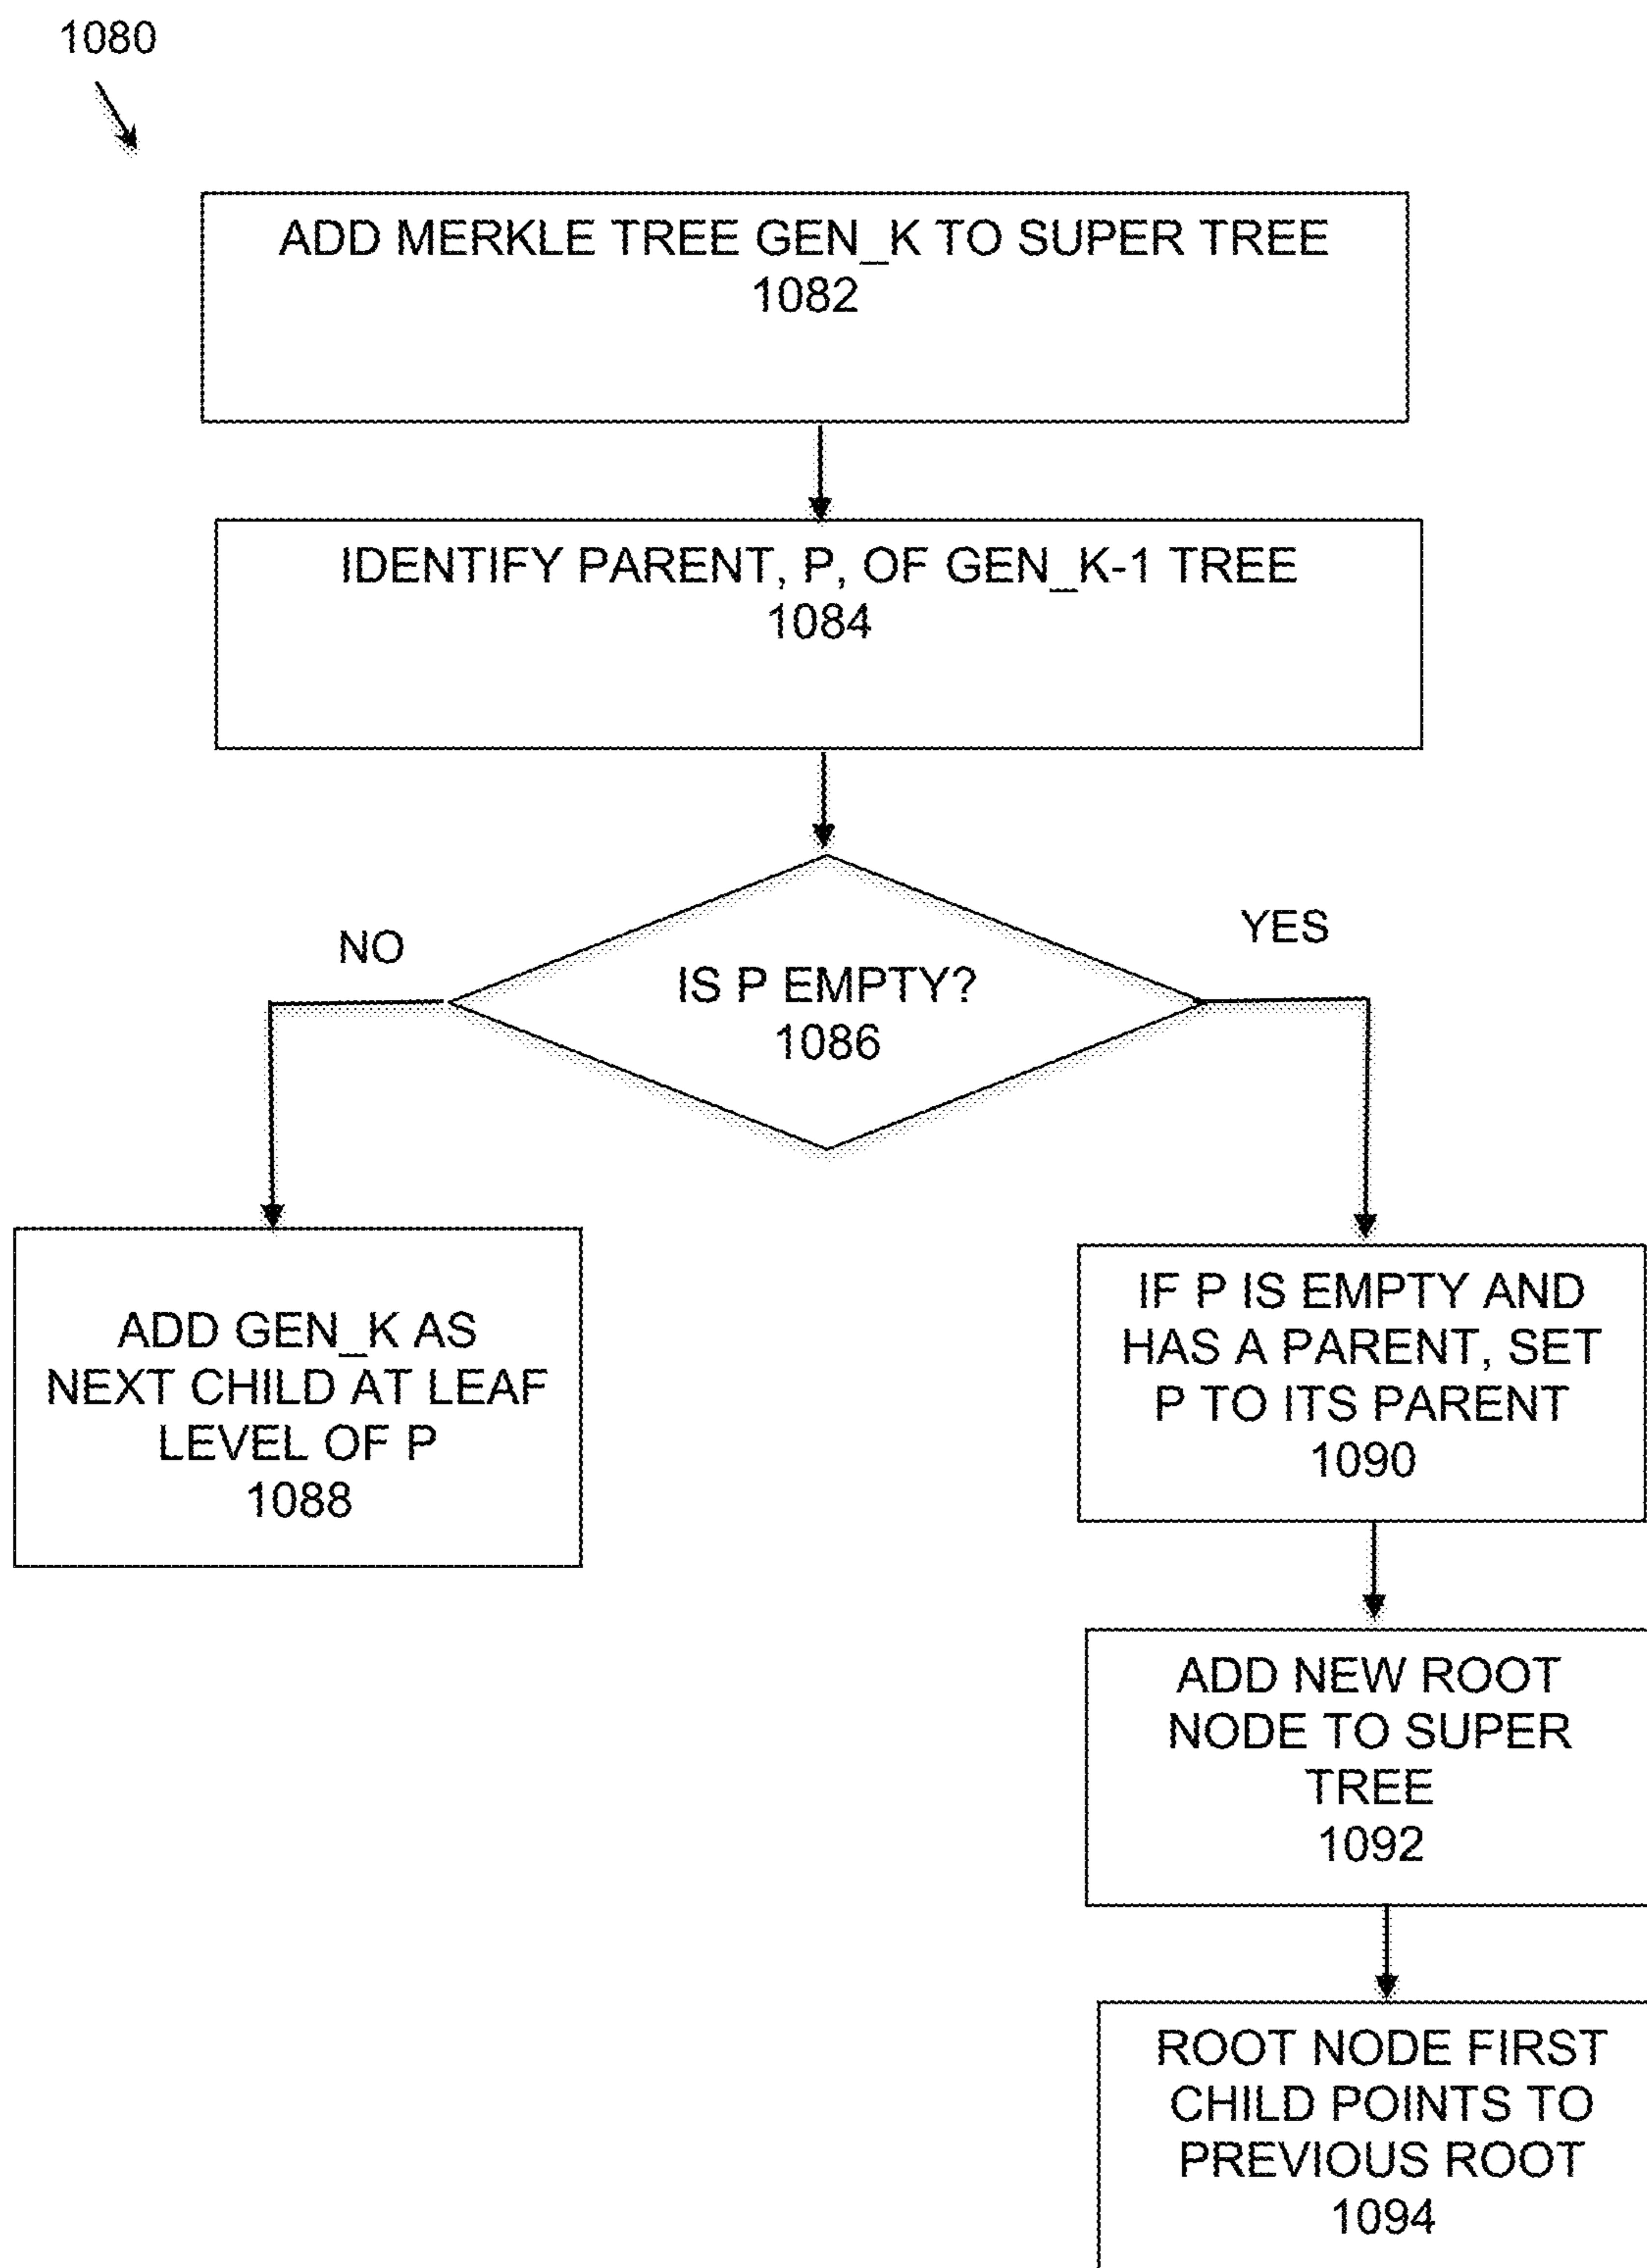 1080
ADD MERKLE TREE GEN_K TO SUPER TREE
1082
IDENTIFY PARENT, P, OF GEN_K-1 TREE
1084
NO
YES
IS P EMPTY?
1086
ADD GEN_K AS
NEXT CHILD AT LEAF
LEVEL OF P
1088
IF P IS EMPTY AND
HAS A PARENT, SET
P TO ITS PARENT
1090
ADD NEW ROOT
NODE TO SUPER
TREE
1092
ROOT NODE FIRST
CHILD POINTS TO
PREVIOUS ROOT
1094